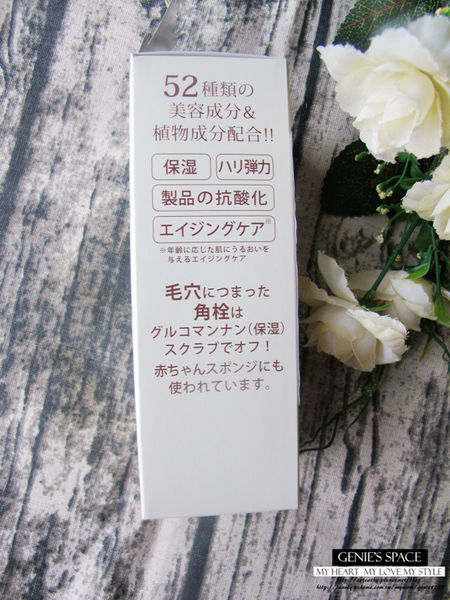 52種類の
美容成分&
植物成分配合!!
保湿 ハリ弾力
製品の抗酸化
エイジングケア※
※年齢に応じた肌にうるおいを
与えるエイジングケア
毛穴につまった
角栓は
グルコマンナン(保湿)
スクラブでオフ!
赤ちゃんスポンジにも
使われています。
GENIE'S SPACE
MY HEART MY LOVE MY STYLE